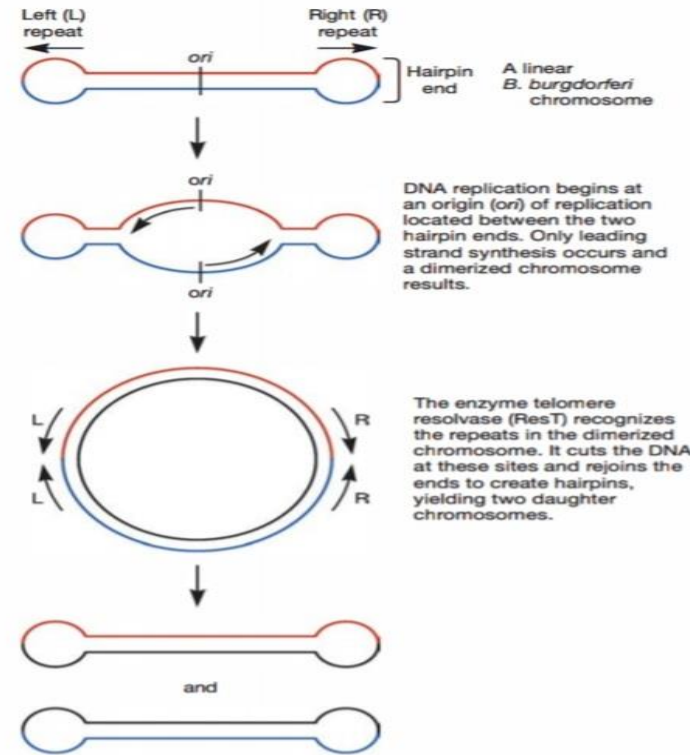 Left (L)
repeat
Right (R)
repeat
ori
Hairpin
end
A linear
B. burgdorferi
chromosome
ori
DNA replication begins at
an origin (ori) of replication
located between the two
hairpin ends. Only leading
strand synthesis occurs and
a dimerized chromosome
results.
ori
L
R
L
R
The enzyme telomere
resolvase (ResT) recognizes
the repeats in the dimerized
chromosome. It cuts the DNA
at these sites and rejoins the
ends to create hairpins,
yielding two daughter
chromosomes.
and